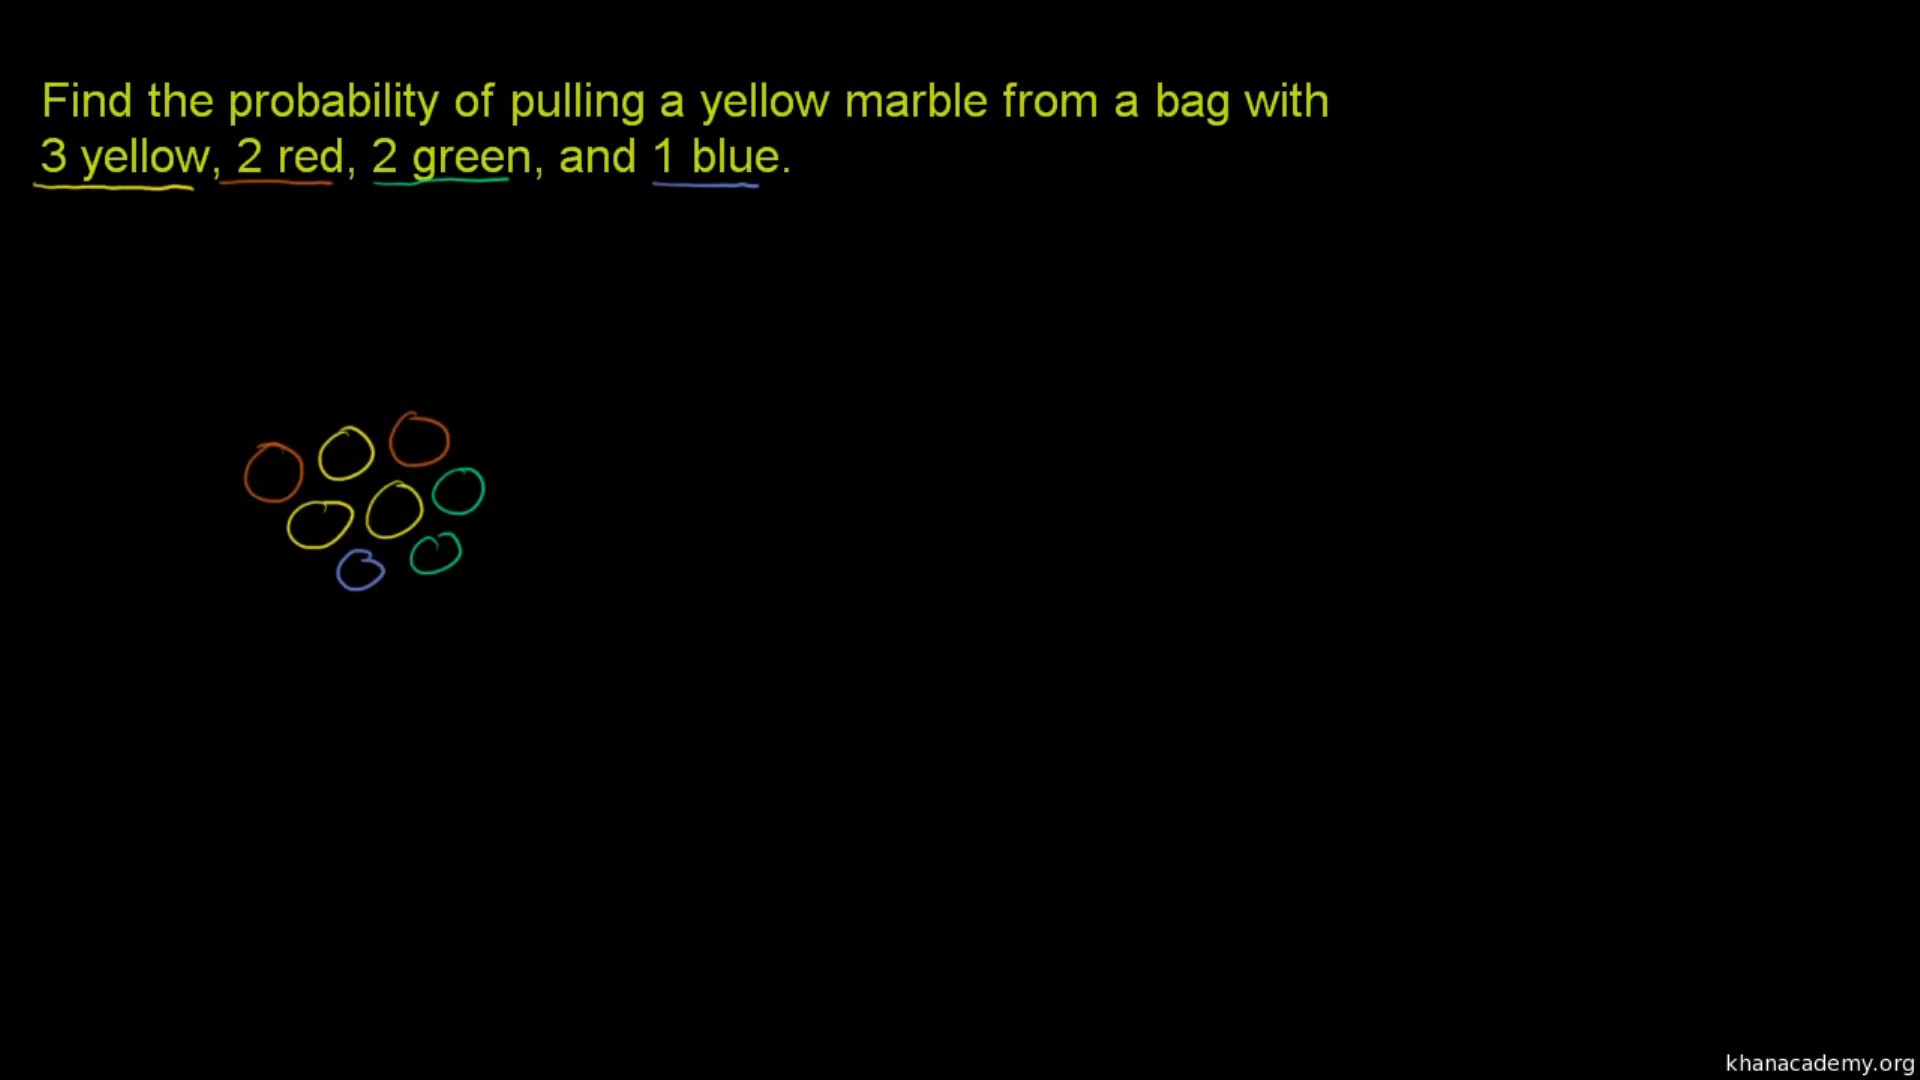 Find the probability of pulling a yellow marble from a bag with
3 yellow, 2 red, 2 green, and 1 blue.
khanacademy.org